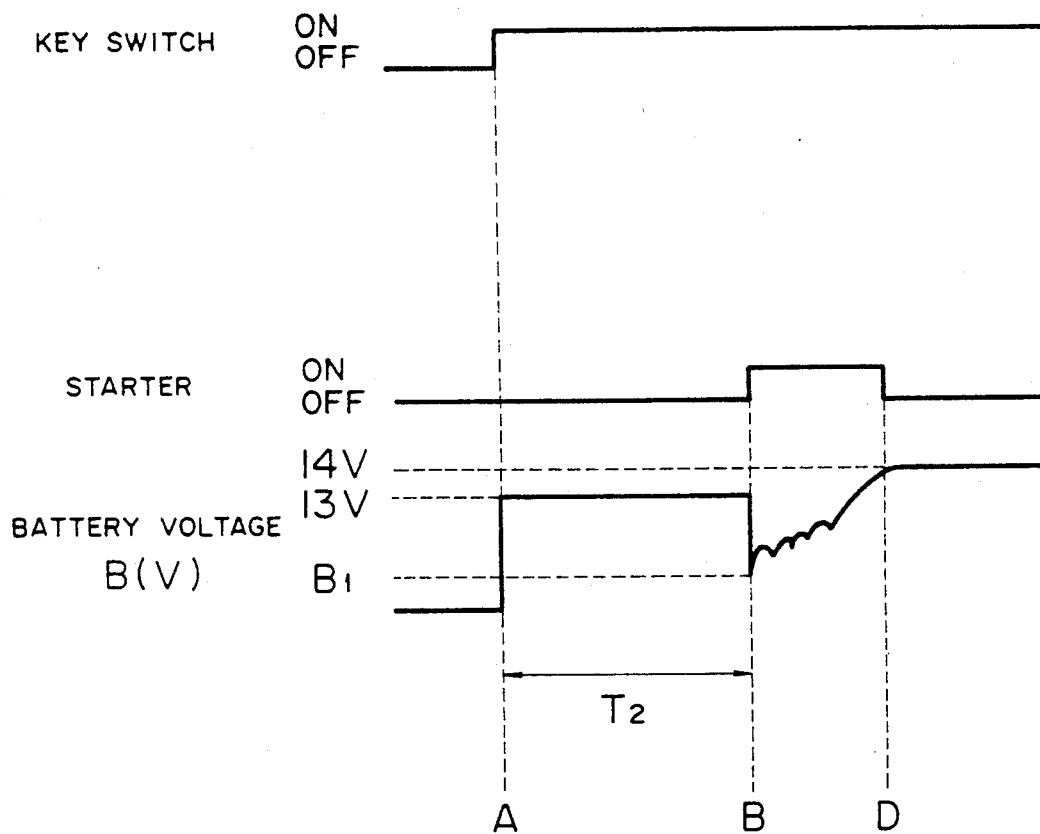 KEY SWITCH
ON
OFF
STARTER
ON
OFF
14V
13V
BATTERY VOLTAGE
B(V)
B1
T2
A
B
D